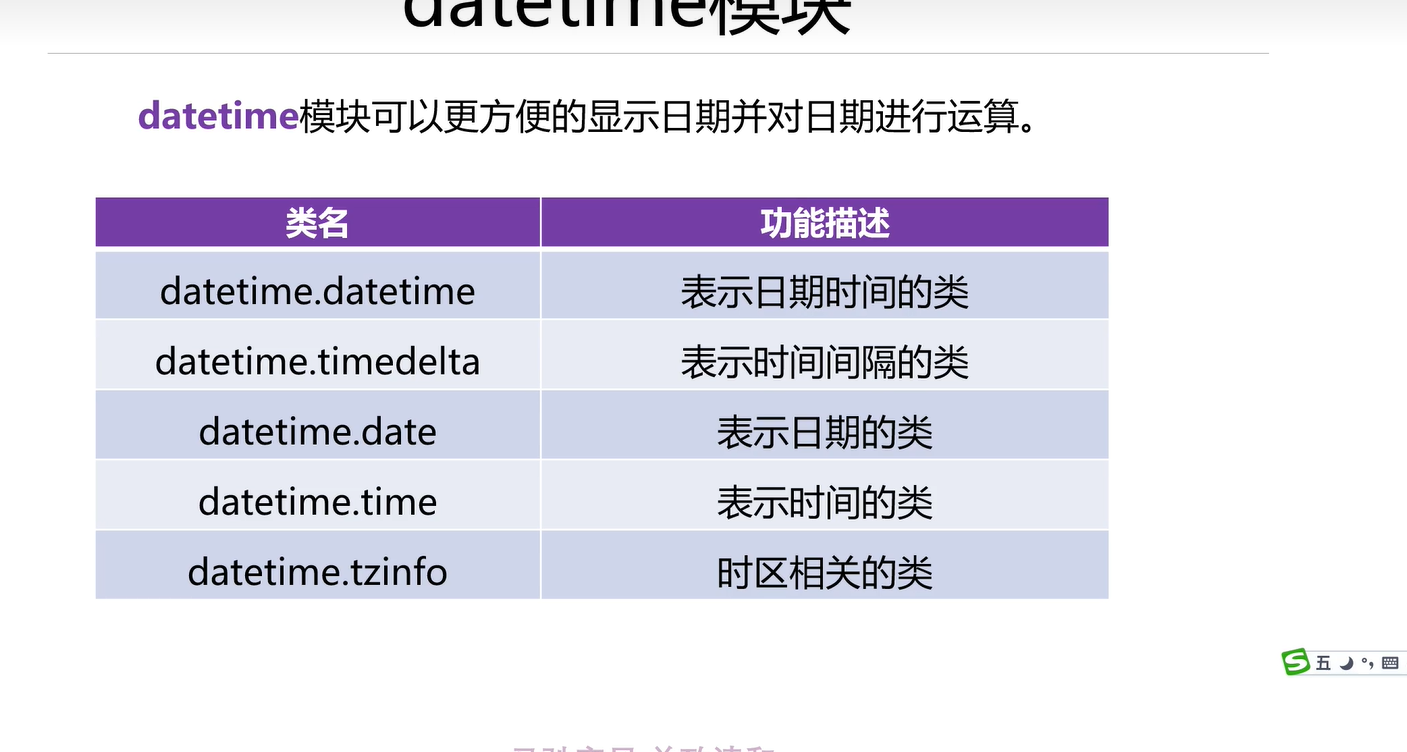 datetime模块
datetime模块可以更方便的显示日期并对日期进行运算。
类名 功能描述
datetime.datetime 表示日期时间的类
datetime.timedelta 表示时间间隔的类
datetime.date 表示日期的类
datetime.time 表示时间的类
datetime.tzinfo 时区相关的类
S 五